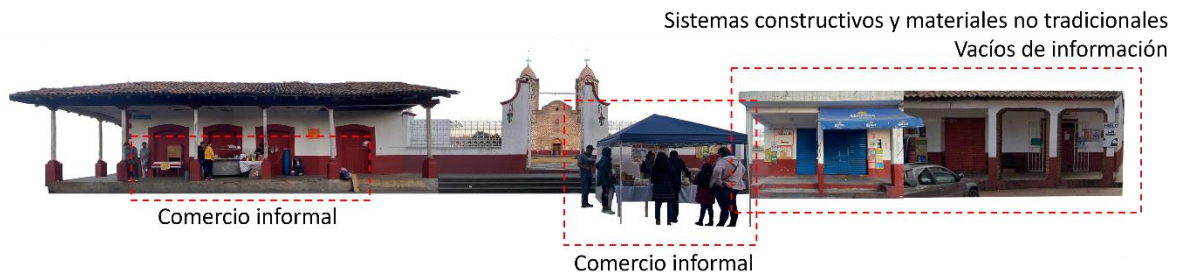 Sistemas constructivos y materiales no tradicionales
Vacíos de información
Comercio informal
Comercio informal